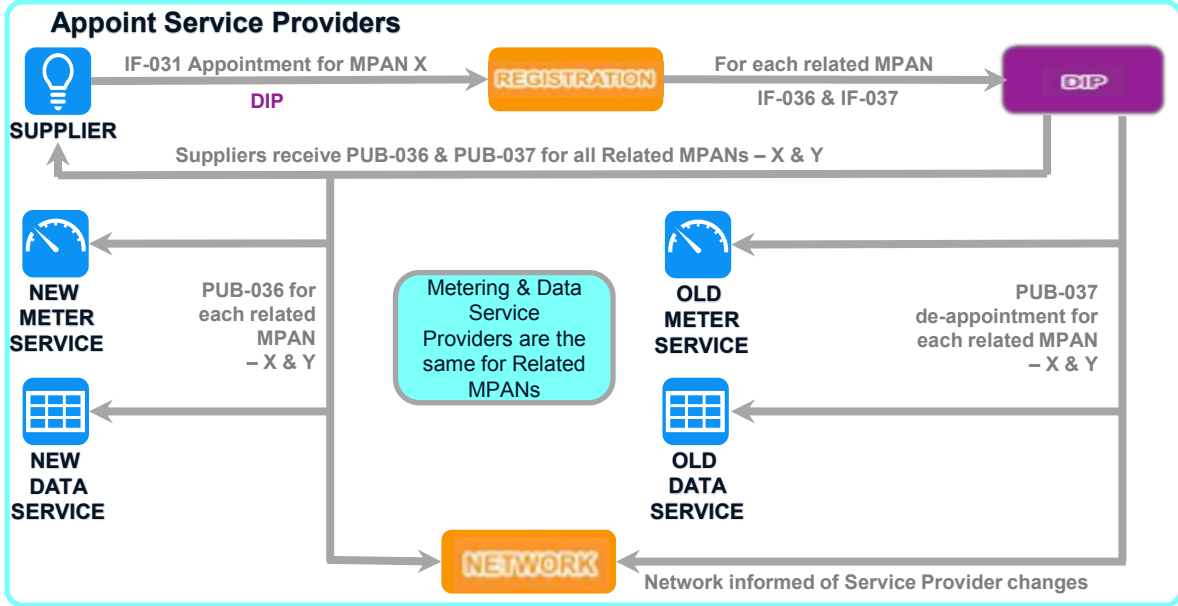 Appoint Service Providers
IF-031 Appointment for MPAN X
DIP
REGISTRATION
For each related MPAN
IF-036 & IF-037
DIP
SUPPLIER
Suppliers receive PUB-036 & PUB-037 for all Related MPANs – X & Y
NEW
METER
SERVICE
PUB-036 for
each related
MPAN
– X & Y
Metering & Data
Service
Providers are the
same for Related
MPANs
OLD
METER
SERVICE
PUB-037
de-appointment for
each related MPAN
– X & Y
NEW
DATA
SERVICE
OLD
DATA
SERVICE
NETWORK
Network informed of Service Provider changes